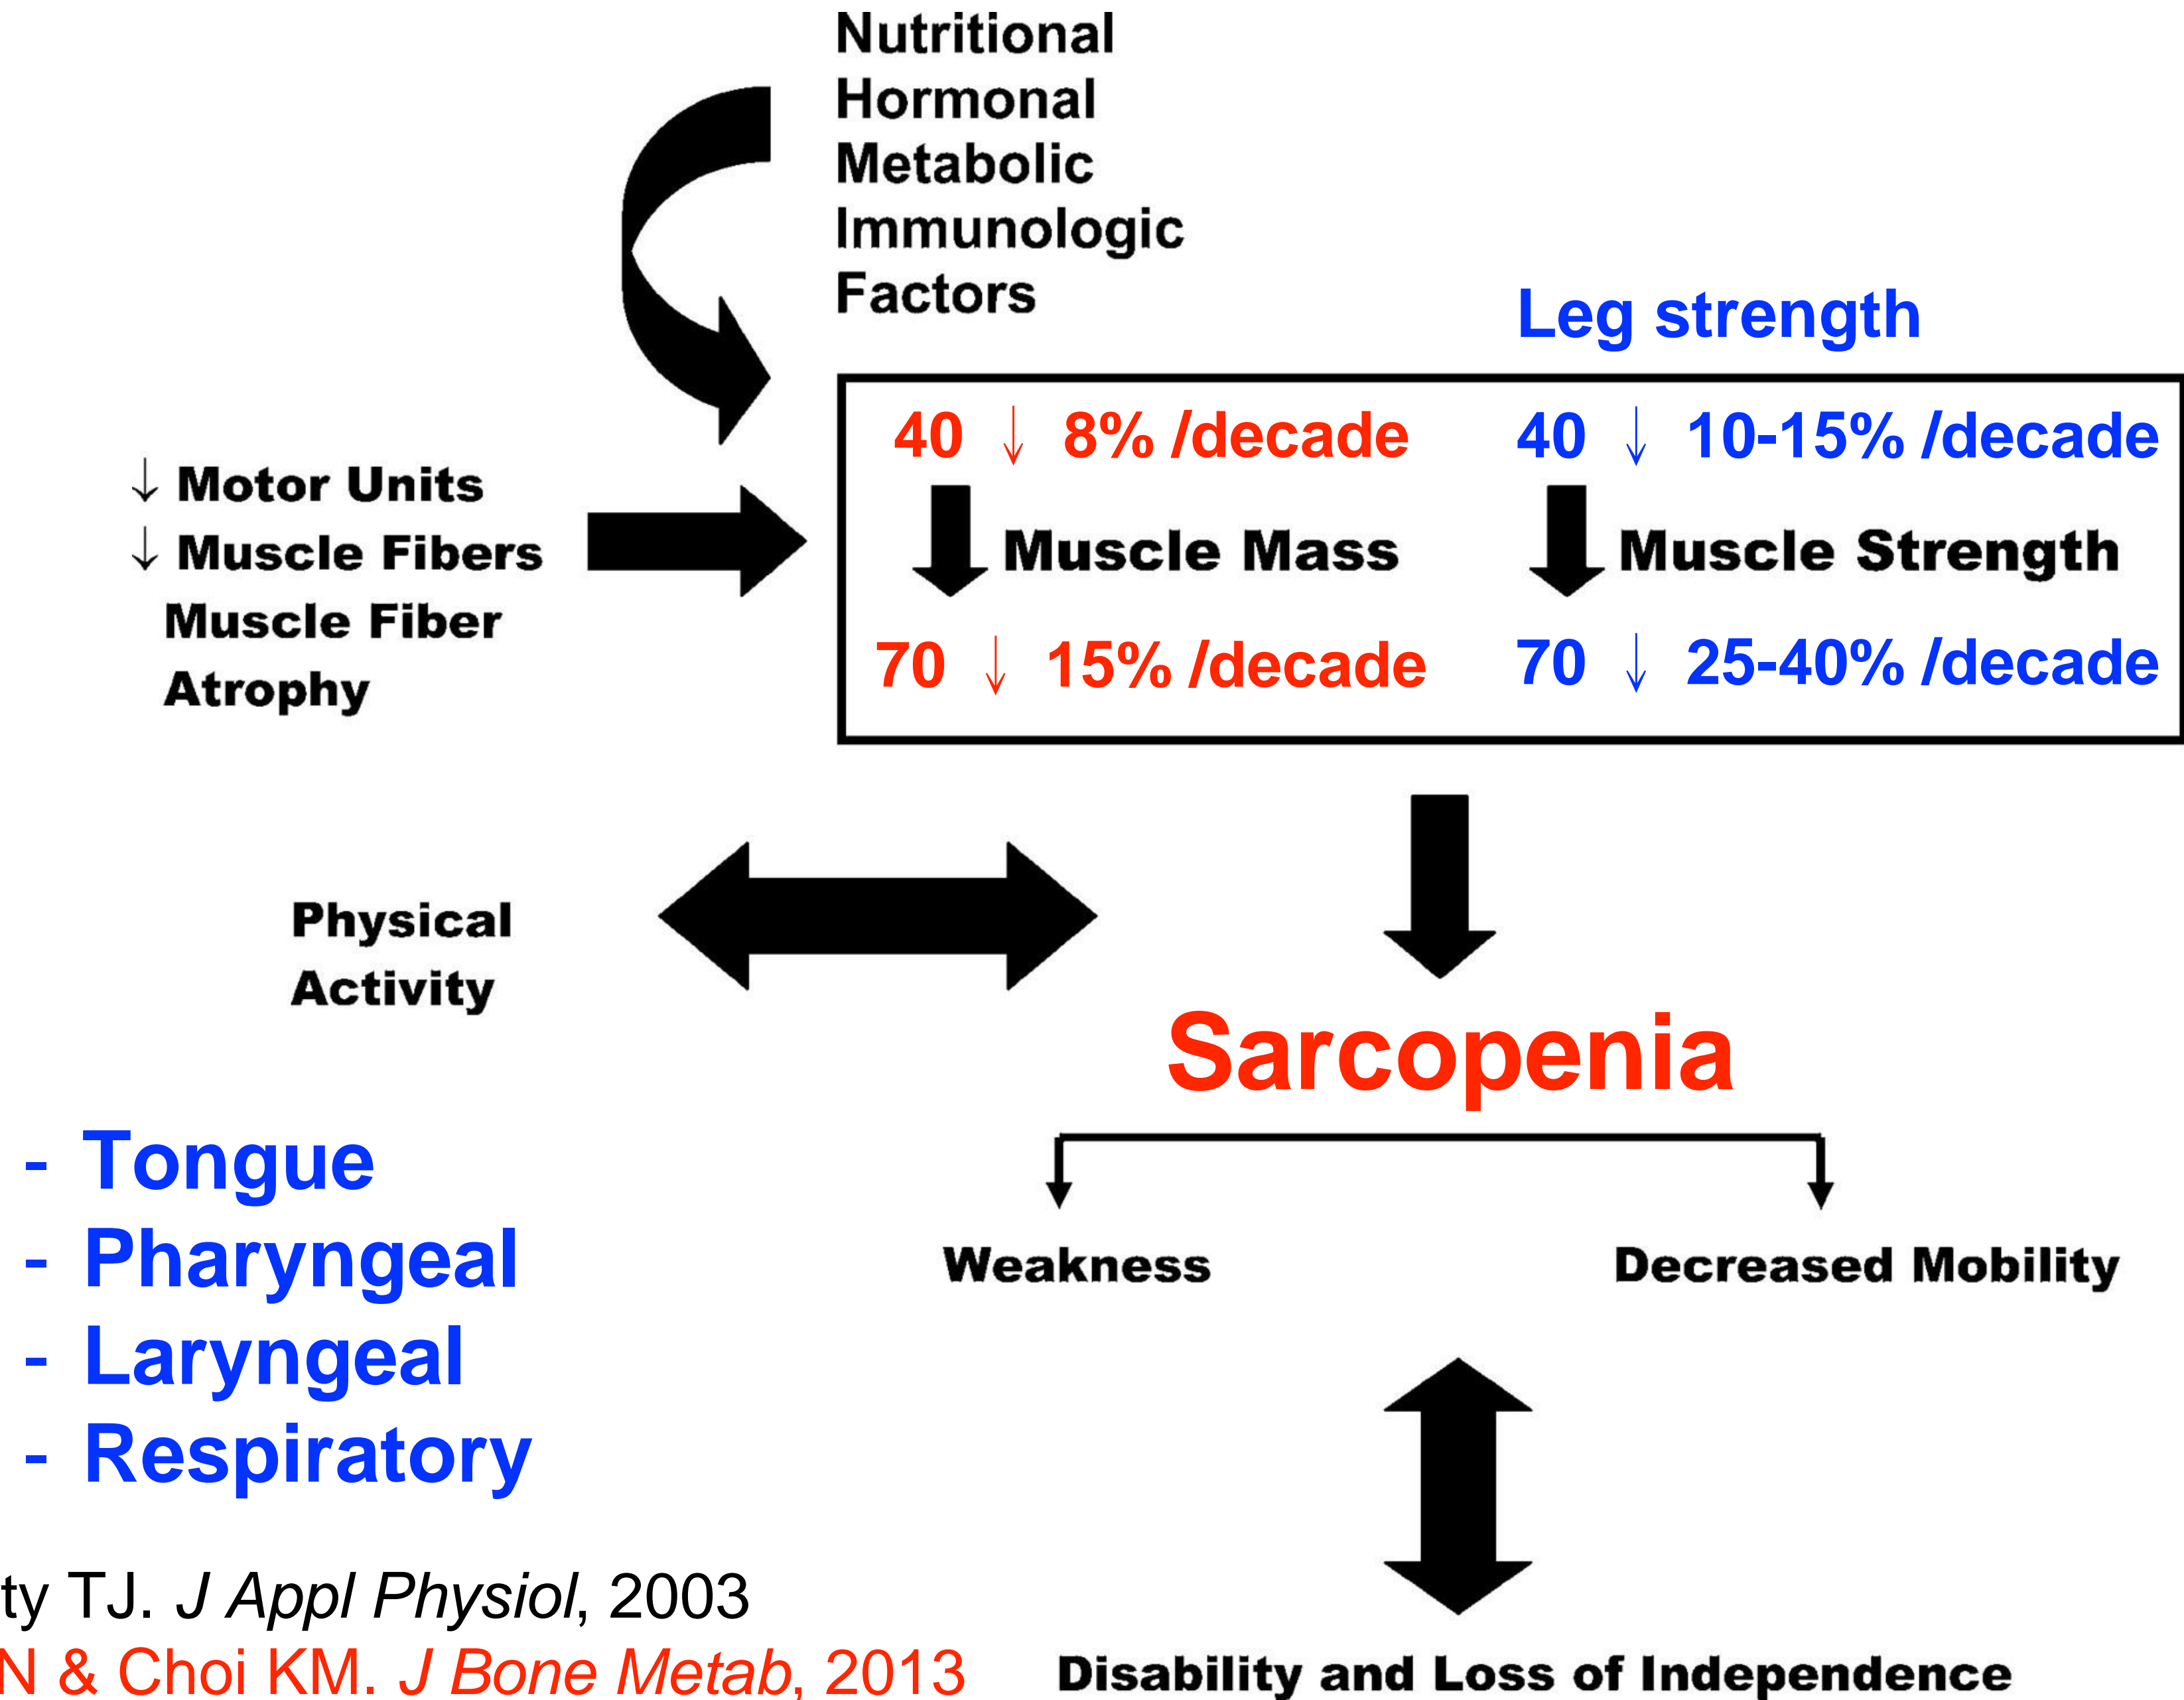 Nutritional
Hormonal
Metabolic
Immunologic
Factors
Leg strength
40 ↓ 8% /decade
40 ↓ 10-15% /decade
↓ Motor Units
↓ Muscle Fibers
Muscle Fiber
Atrophy
Muscle Mass
Muscle Strength
70 ↓ 15% /decade
70 ↓ 25-40% /decade
Physical
Activity
Sarcopenia
- Tongue
- Pharyngeal
- Laryngeal
- Respiratory
Weakness
Decreased Mobility
ty TJ. J Appl Physiol, 2003
N & Choi KM. J Bone Metab, 2013
Disability and Loss of Independence